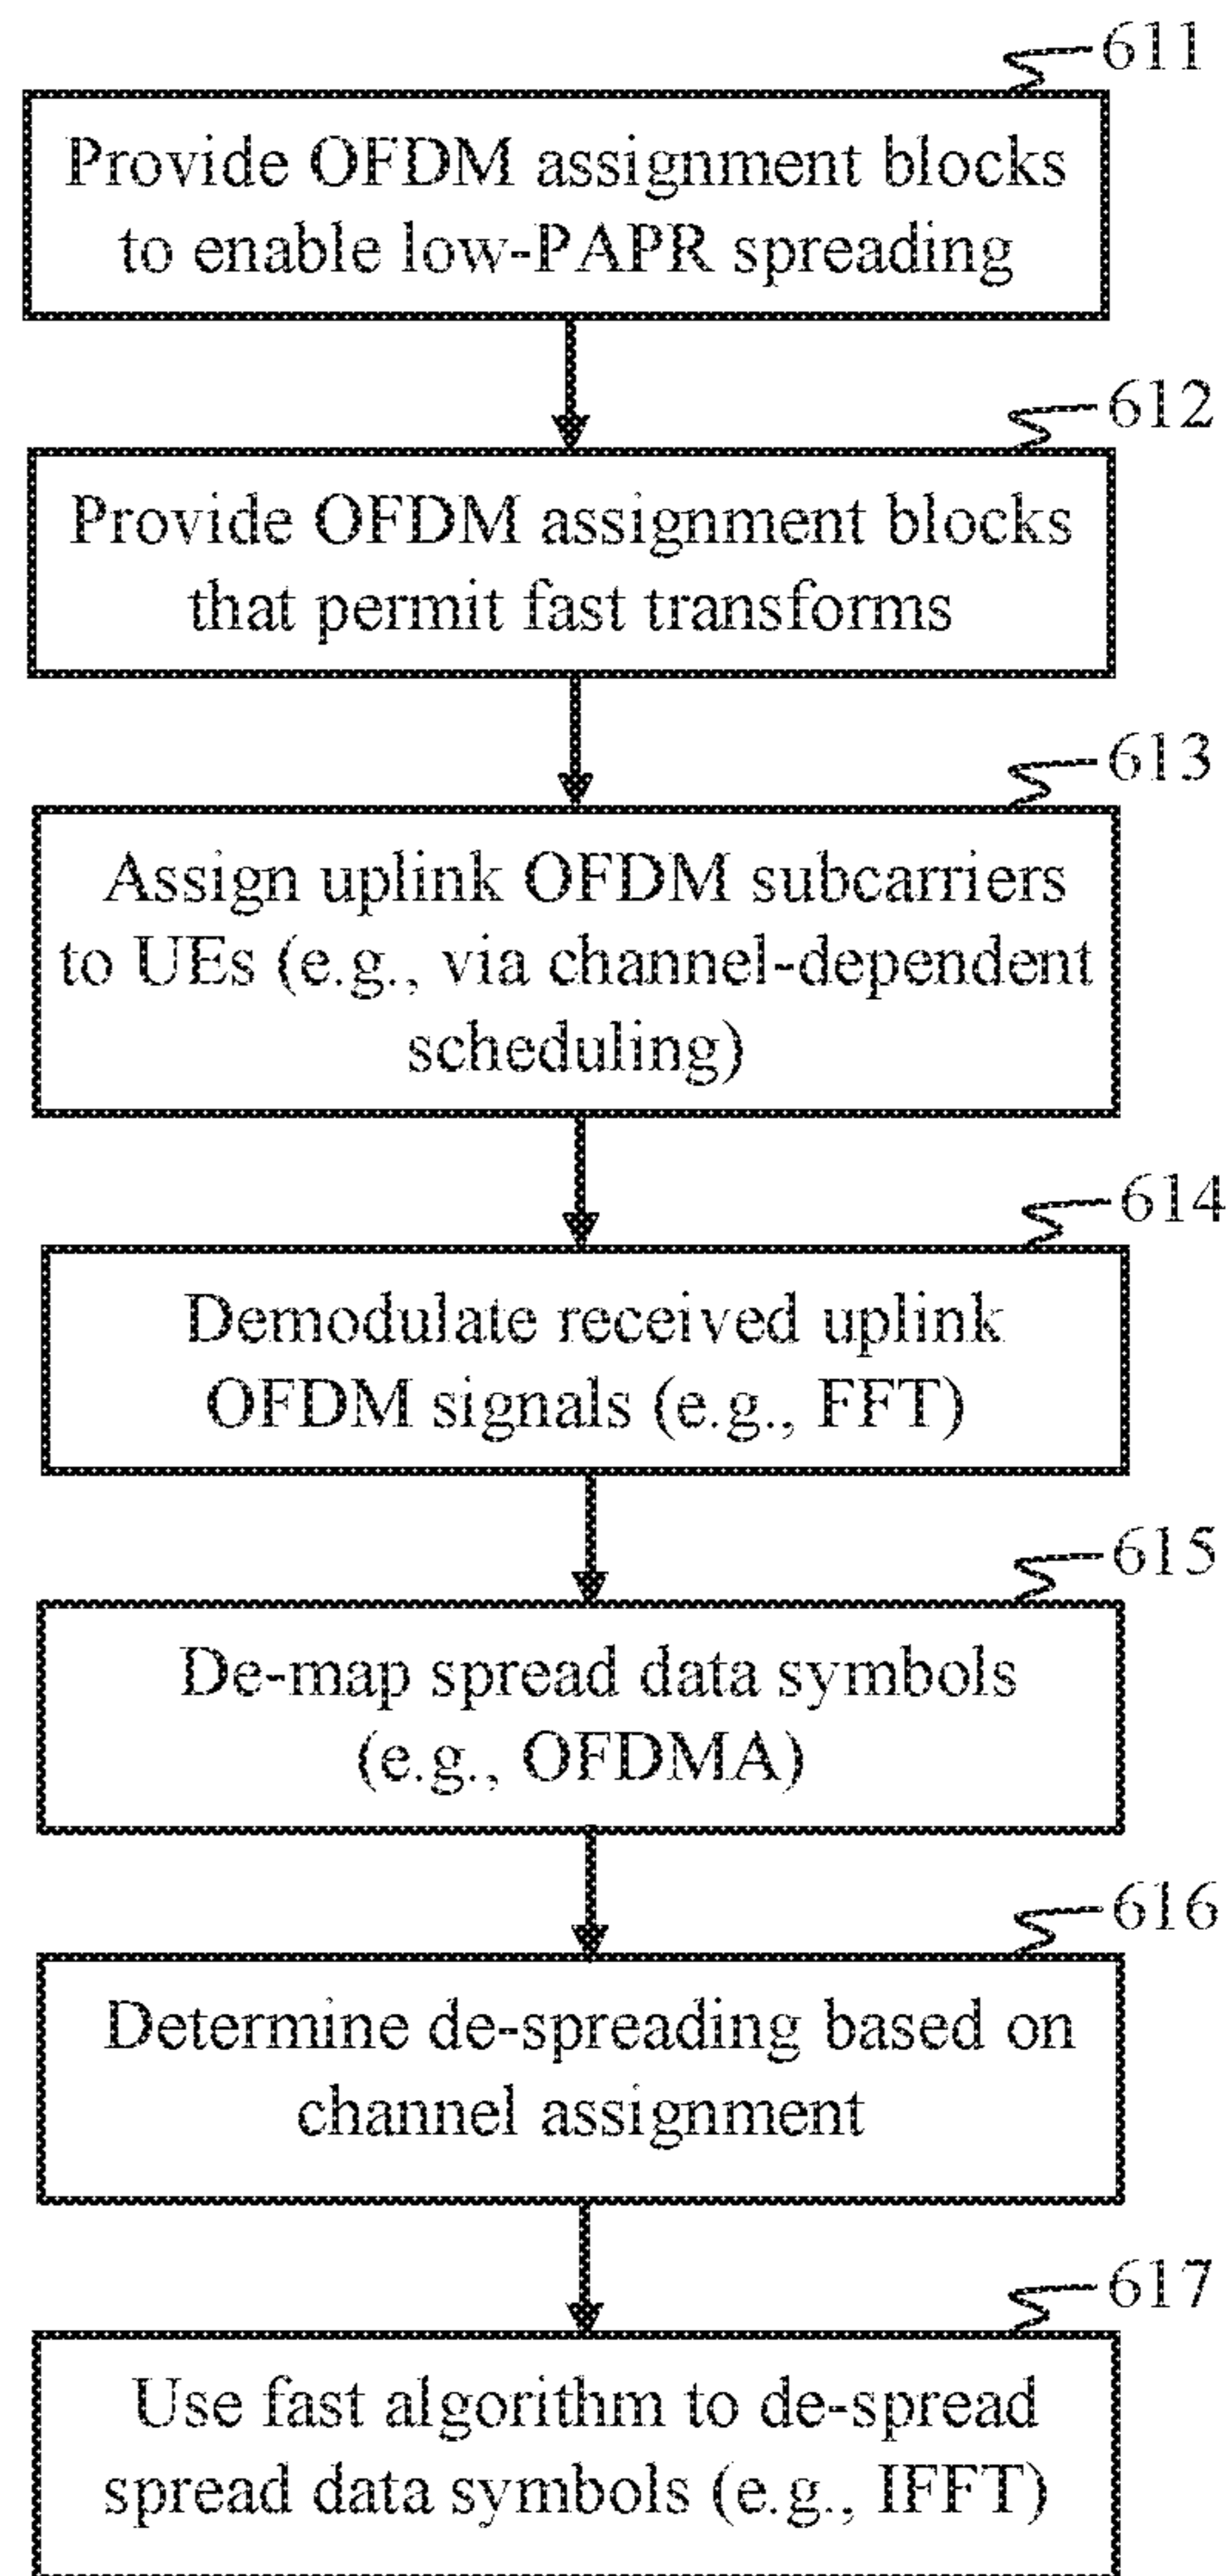 611
Provide OFDM assignment blocks
to enable low-PAPR spreading
612
Provide OFDM assignment blocks
that permit fast transforms
613
Assign uplink OFDM subcarriers
to UEs (e.g., via channel-dependent
scheduling)
614
Demodulate received uplink
OFDM signals (e.g., FFT)
615
De-map spread data symbols
(e.g., OFDMA)
616
Determine de-spreading based on
channel assignment
617
Use fast algorithm to de-spread
spread data symbols (e.g., IFFT)